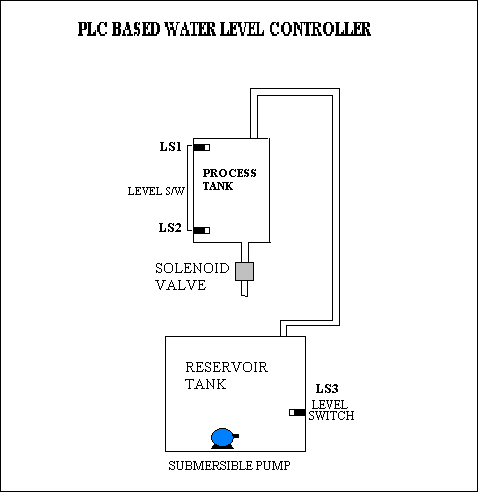 PLC BASED WATER LEVEL CONTROLLER
LS1
PROCESS
TANK
LEVEL S/W
LS2
SOLENOID
VALVE
RESERVOIR
TANK
LS3
LEVEL
SWITCH
SUBMERSIBLE PUMP